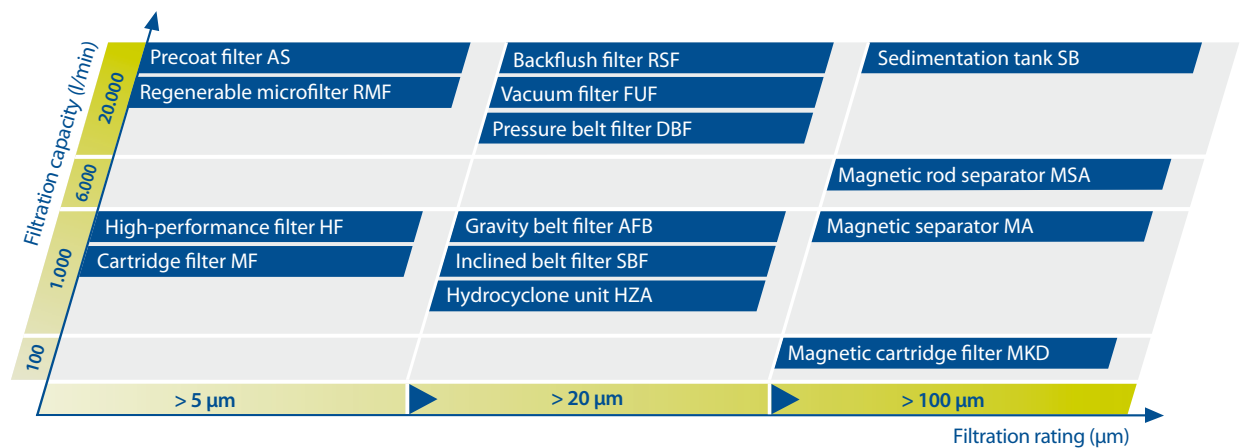 Filtration capacity (l/min)
20.000
Precoat filter AS
Backflush filter RSF
Sedimentation tank SB
Regenerable microfilter RMF
Vacuum filter FUF
Pressure belt filter DBF
6.000
Magnetic rod separator MSA
1.000
High-performance filter HF
Gravity belt filter AFB
Magnetic separator MA
Cartridge filter MF
Inclined belt filter SBF
Hydrocyclone unit HZA
100
Magnetic cartridge filter MKD
> 5 µm
> 20 µm
> 100 µm
Filtration rating (µm)